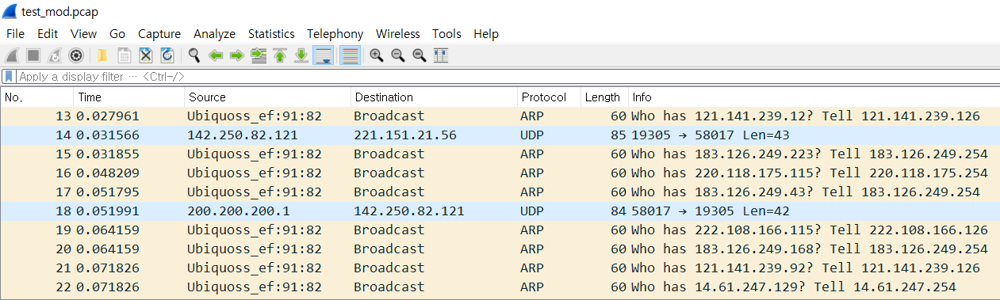 test_mod.pcap
File Edit View Go Capture Analyze Statistics Telephony Wireless Tools Help
Apply a display filter … <Ctrl-/>
No. Time Source Destination Protocol Length Info
13 0.027961 Ubiquoss_ef:91:82 Broadcast ARP 60 Who has 121.141.239.12? Tell 121.141.239.126
14 0.031566 142.250.82.121 221.151.21.56 UDP 85 19305 → 58017 Len=43
15 0.031855 Ubiquoss_ef:91:82 Broadcast ARP 60 Who has 183.126.249.223? Tell 183.126.249.254
16 0.048209 Ubiquoss_ef:91:82 Broadcast ARP 60 Who has 220.118.175.115? Tell 220.118.175.254
17 0.051795 Ubiquoss_ef:91:82 Broadcast ARP 60 Who has 183.126.249.43? Tell 183.126.249.254
18 0.051991 200.200.200.1 142.250.82.121 UDP 84 58017 → 19305 Len=42
19 0.064159 Ubiquoss_ef:91:82 Broadcast ARP 60 Who has 222.108.166.115? Tell 222.108.166.126
20 0.064159 Ubiquoss_ef:91:82 Broadcast ARP 60 Who has 183.126.249.168? Tell 183.126.249.254
21 0.071826 Ubiquoss_ef:91:82 Broadcast ARP 60 Who has 121.141.239.92? Tell 121.141.239.126
22 0.071826 Ubiquoss_ef:91:82 Broadcast ARP 60 Who has 14.61.247.129? Tell 14.61.247.254